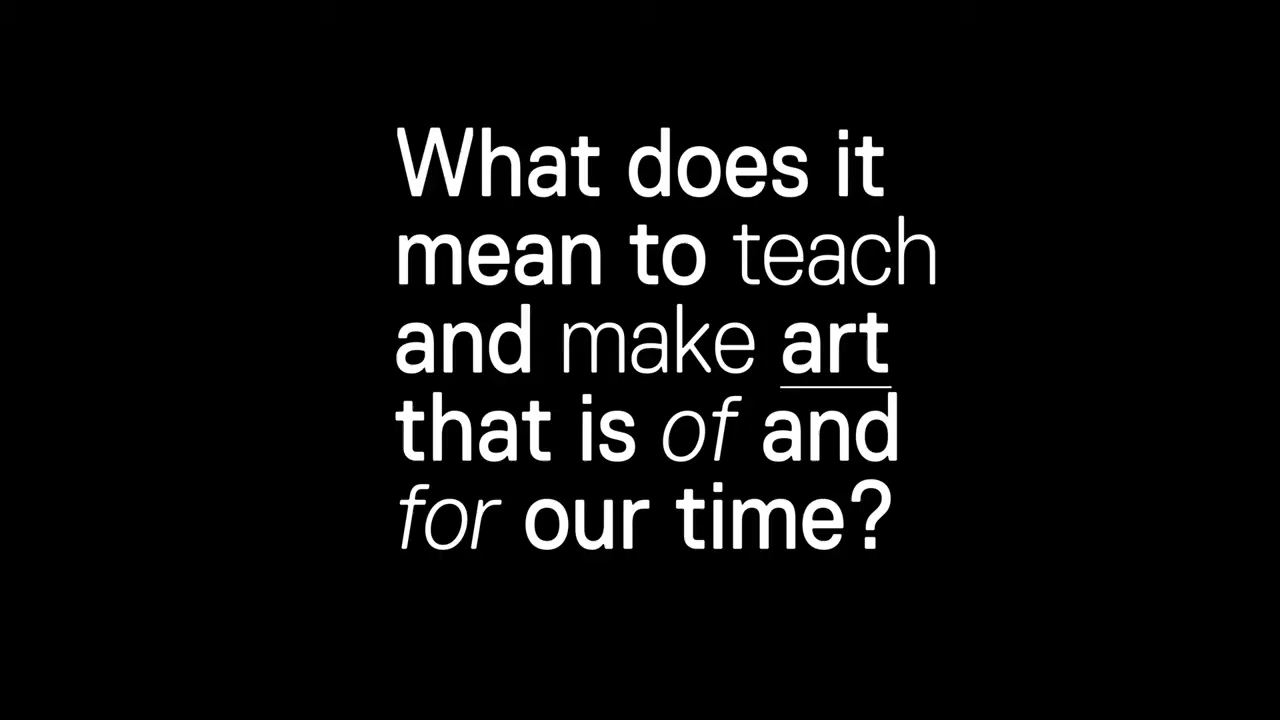 What does it
mean to teach
and make art
that is of and
for our time?